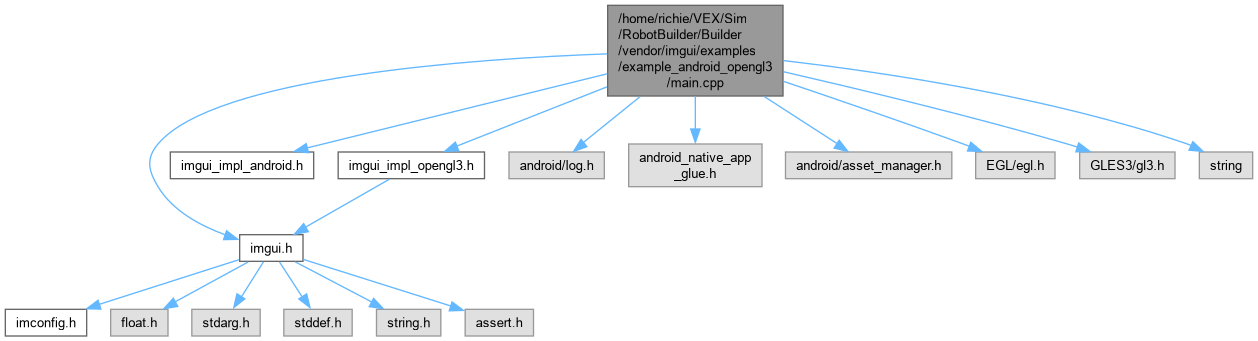 /home/richie/VEX/Sim
/RobotBuilder/Builder
/vendor/imgui/examples
/example_android_opengl3
/main.cpp
imgui_impl_android.h
imgui_impl_opengl3.h
android/log.h
android_native_app
_glue.h
android/asset_manager.h
EGL/egl.h
GLES3/gl3.h
string
imgui.h
imconfig.h
float.h
stdarg.h
stddef.h
string.h
assert.h